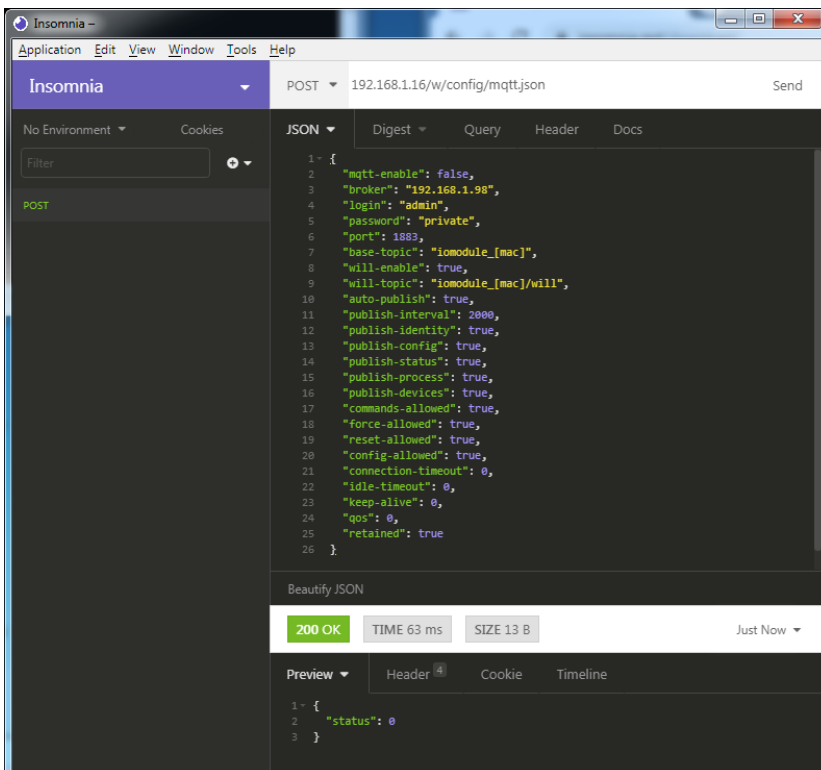 Insomnia –
Application Edit View Window Tools Help
Insomnia
POST 192.168.1.16/w/config/mqtt.json Send
No Environment Cookies
JSON Digest Query Header Docs
Filter
POST
1 {
2 "mqtt-enable": false,
3 "broker": "192.168.1.98",
4 "login": "admin",
5 "password": "private",
6 "port": 1883,
7 "base-topic": "iomodule_[mac]",
8 "will-enable": true,
9 "will-topic": "iomodule_[mac]/will",
10 "auto-publish": true,
11 "publish-interval": 2000,
12 "publish-identity": true,
13 "publish-config": true,
14 "publish-status": true,
15 "publish-process": true,
16 "publish-devices": true,
17 "commands-allowed": true,
18 "force-allowed": true,
19 "reset-allowed": true,
20 "config-allowed": true,
21 "connection-timeout": 0,
22 "idle-timeout": 0,
23 "keep-alive": 0,
24 "qos": 0,
25 "retained": true
26 }
Beautify JSON
200 OK TIME 63 ms SIZE 13 B Just Now
Preview Header 4 Cookie Timeline
1 {
2 "status": 0
3 }